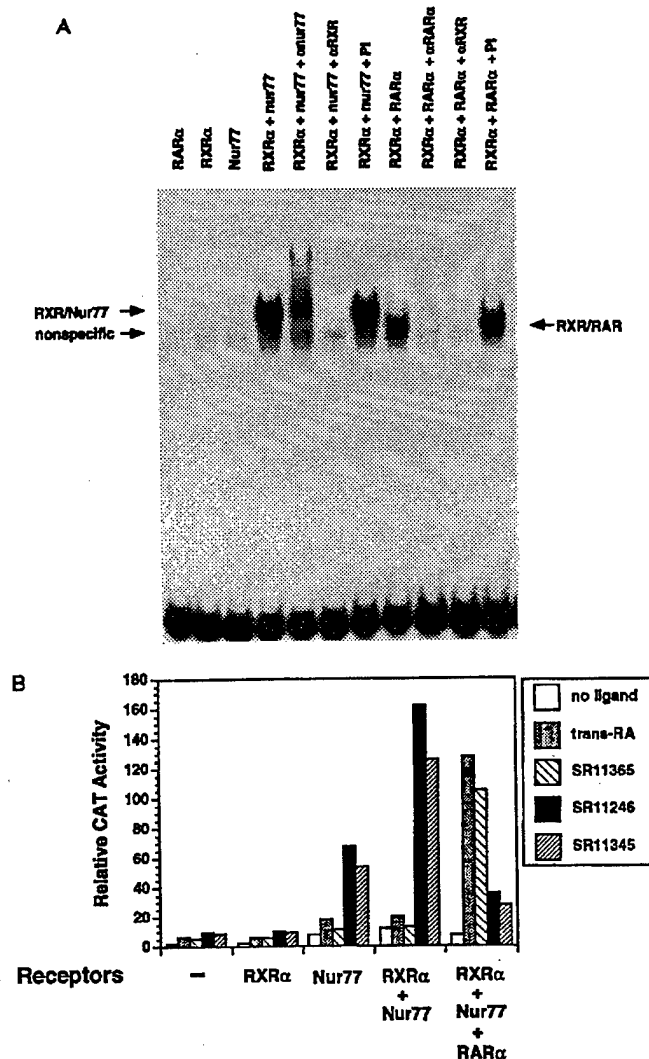 A
RARα
RXRα
Nur77
RXRα + nur77
RXRα + nur77 + αnur77
RXRα + nur77 + αRXR
RXRα + nur77 + PI
RXRα + RARα
RXRα + RARα + αRARα
RXRα + RARα + αRXR
RXRα + RARα + PI
RXR/Nur77
nonspecific
RXR/RAR
B
Relative CAT Activity
180
160
140
120
100
80
60
40
20
0
no ligand
trans-RA
SR11365
SR11246
SR11345
Receptors
–
RXRα
Nur77
RXRα
+
Nur77
RXRα
+
Nur77
+
RARα